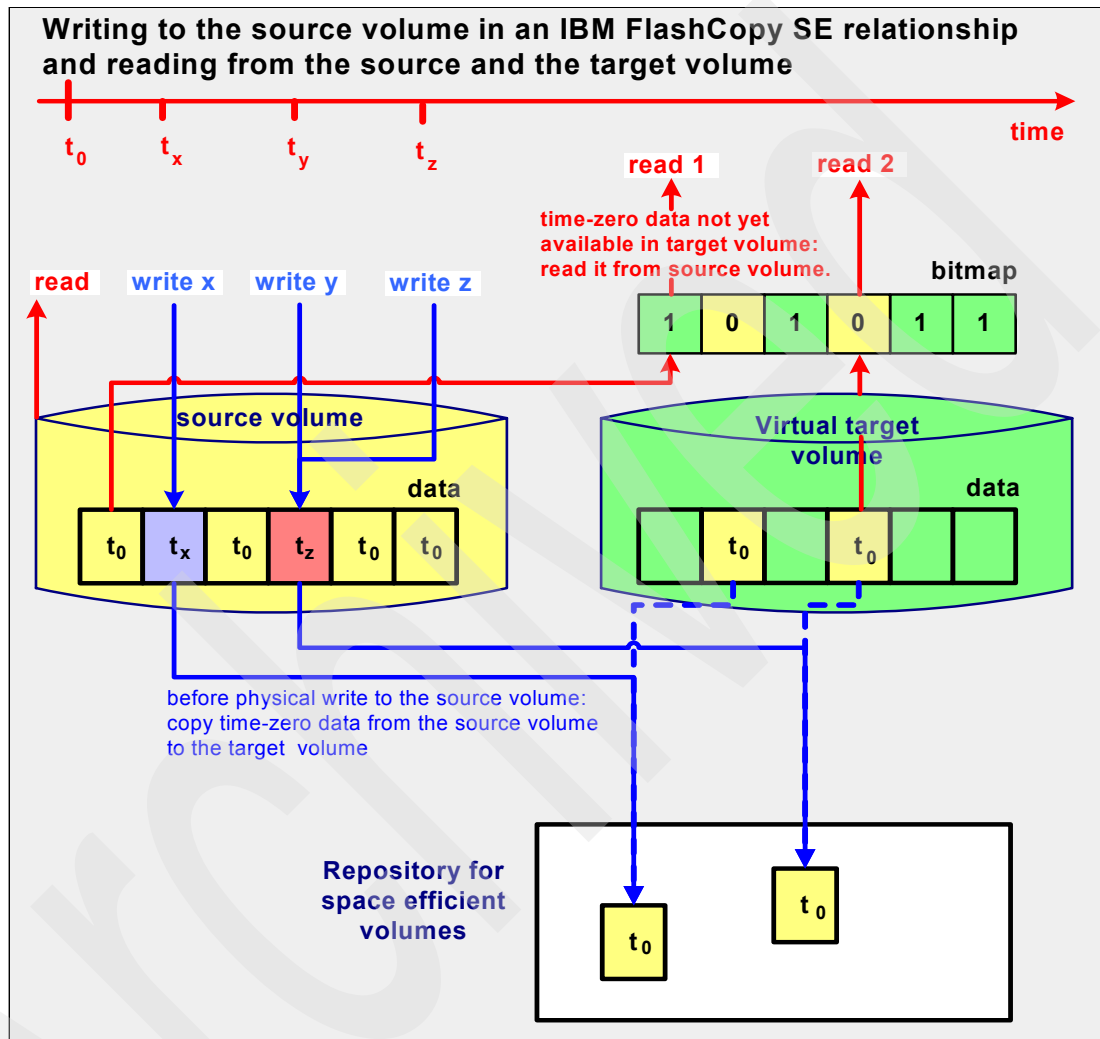 Writing to the source volume in an IBM FlashCopy SE relationship
and reading from the source and the target volume
time
t0
tx
ty
tz
read 1
read 2
time-zero data not yet
available in target volume:
read it from source volume.
bitmap
read
write x
write y
write z
1 0 1 0 1 1
source volume
Virtual target
volume
data
data
t0 tx t0 tz t0 t0
t0 t0
before physical write to the source volume:
copy time-zero data from the source volume
to the target volume
Repository for
space efficient
volumes
t0
t0
Archived